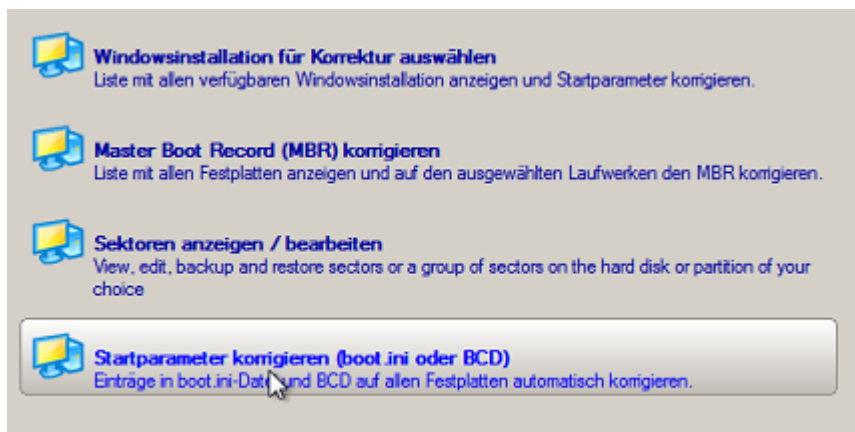 Windowsinstallation für Korrektur auswählen
Liste mit allen verfügbaren Windowsinstallation anzeigen und Startparameter korrigieren.
Master Boot Record (MBR) korrigieren
Liste mit allen Festplatten anzeigen und auf den ausgewählten Laufwerken den MBR korrigieren.
Sektoren anzeigen / bearbeiten
View, edit, backup and restore sectors or a group of sectors on the hard disk or partition of your
choice
Startparameter korrigieren (boot.ini oder BCD)
Einträge in boot.ini-Datei und BCD auf allen Festplatten automatisch korrigieren.